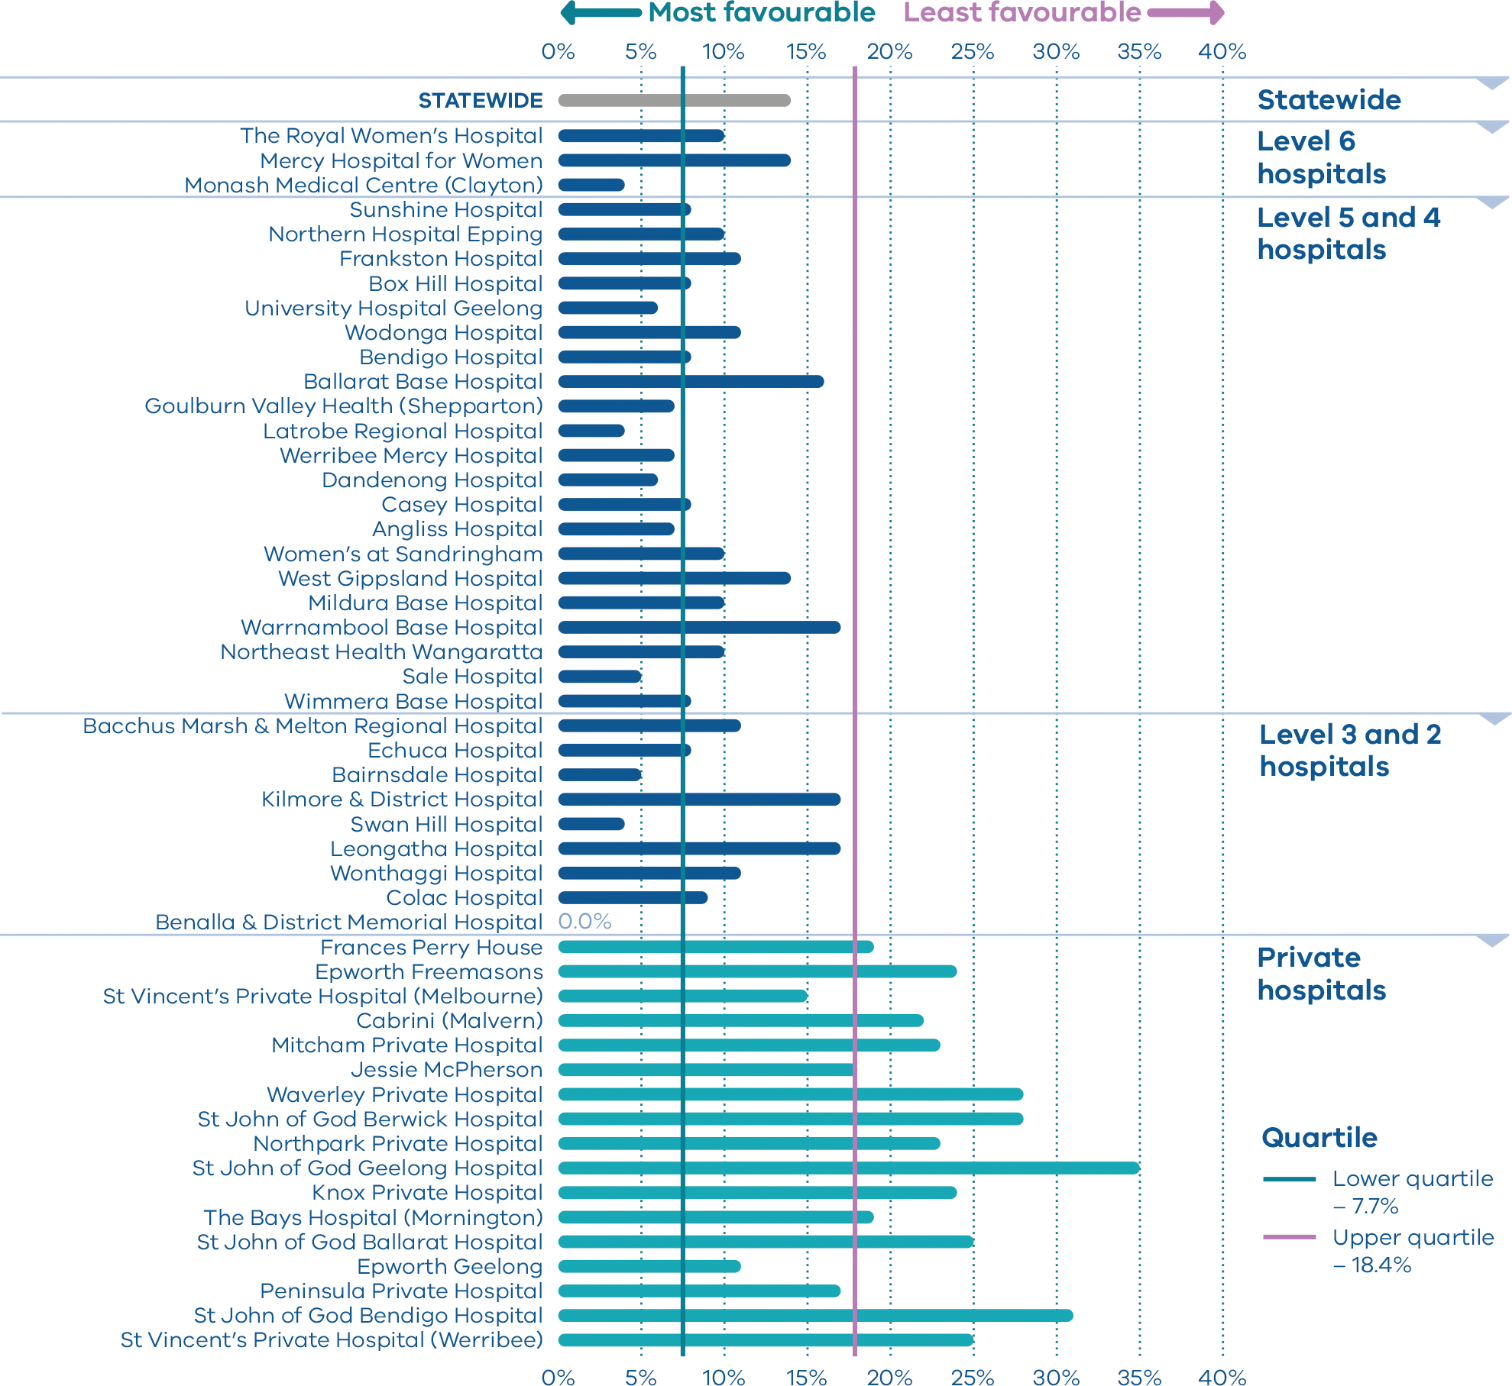 Most favourable Least favourable
0% 5% 10% 15% 20% 25% 30% 35% 40%
STATEWIDE
Statewide
The Royal Women's Hospital
Mercy Hospital for Women
Monash Medical Centre (Clayton)
Level 6
hospitals
Sunshine Hospital
Northern Hospital Epping
Frankston Hospital
Box Hill Hospital
University Hospital Geelong
Wodonga Hospital
Bendigo Hospital
Ballarat Base Hospital
Goulburn Valley Health (Shepparton)
Latrobe Regional Hospital
Werribee Mercy Hospital
Dandenong Hospital
Casey Hospital
Angliss Hospital
Women's at Sandringham
West Gippsland Hospital
Mildura Base Hospital
Warrnambool Base Hospital
Northeast Health Wangaratta
Sale Hospital
Wimmera Base Hospital
Level 5 and 4
hospitals
Bacchus Marsh & Melton Regional Hospital
Echuca Hospital
Bairnsdale Hospital
Kilmore & District Hospital
Swan Hill Hospital
Leongatha Hospital
Wonthaggi Hospital
Colac Hospital
Benalla & District Memorial Hospital 0.0%
Level 3 and 2
hospitals
Frances Perry House
Epworth Freemasons
St Vincent's Private Hospital (Melbourne)
Cabrini (Malvern)
Mitcham Private Hospital
Jessie McPherson
Waverley Private Hospital
St John of God Berwick Hospital
Northpark Private Hospital
St John of God Geelong Hospital
Knox Private Hospital
The Bays Hospital (Mornington)
St John of God Ballarat Hospital
Epworth Geelong
Peninsula Private Hospital
St John of God Bendigo Hospital
St Vincent's Private Hospital (Werribee)
Private
hospitals
Quartile
Lower quartile
– 7.7%
Upper quartile
– 18.4%
0% 5% 10% 15% 20% 25% 30% 35% 40%